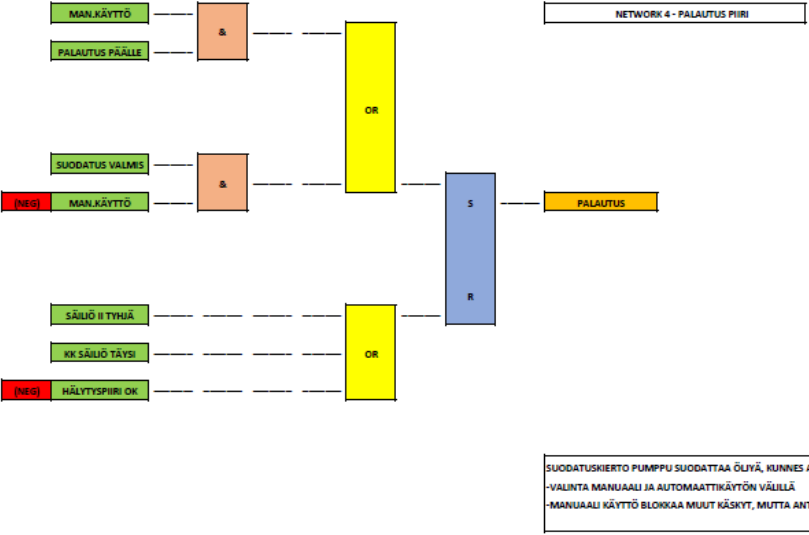 MAN.KÄYTTÖ
&
NETWORK 4 - PALAUTUS PIIRI
PALAUTUS PÄÄLLE
OR
SUODATUS VALMIS
&
(NEG) MAN.KÄYTTÖ
S
PALAUTUS
R
SÄILIÖ II TYHJÄ
KK SÄILIÖ TÄYSI
OR
(NEG) HÄLYTYSPIIRI OK
SUODATUSKIERTO PUMPPU SUODATTAA ÖLJYÄ, KUNNES
-VALINTA MANUAALI JA AUTOMAATTIKÄYTÖN VÄLILLÄ
-MANUAALI KÄYTTÖ BLOKKAA MUUT KÄSKYT, MUTTA